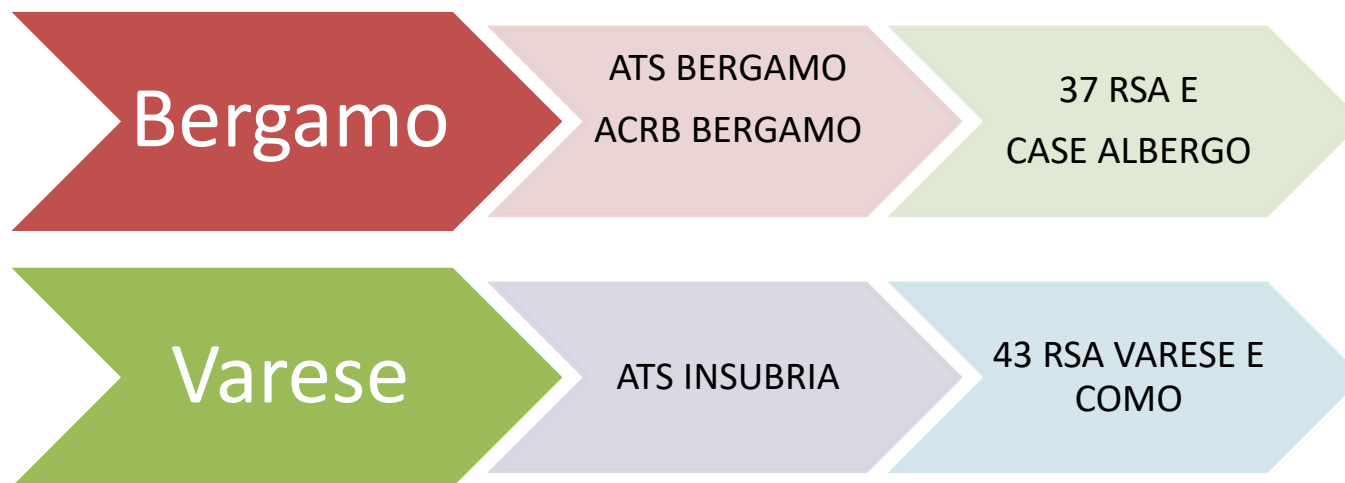 Bergamo
ATS BERGAMO
ACRB BERGAMO
37 RSA E
CASE ALBERGO
Varese
ATS INSUBRIA
43 RSA VARESE E
COMO